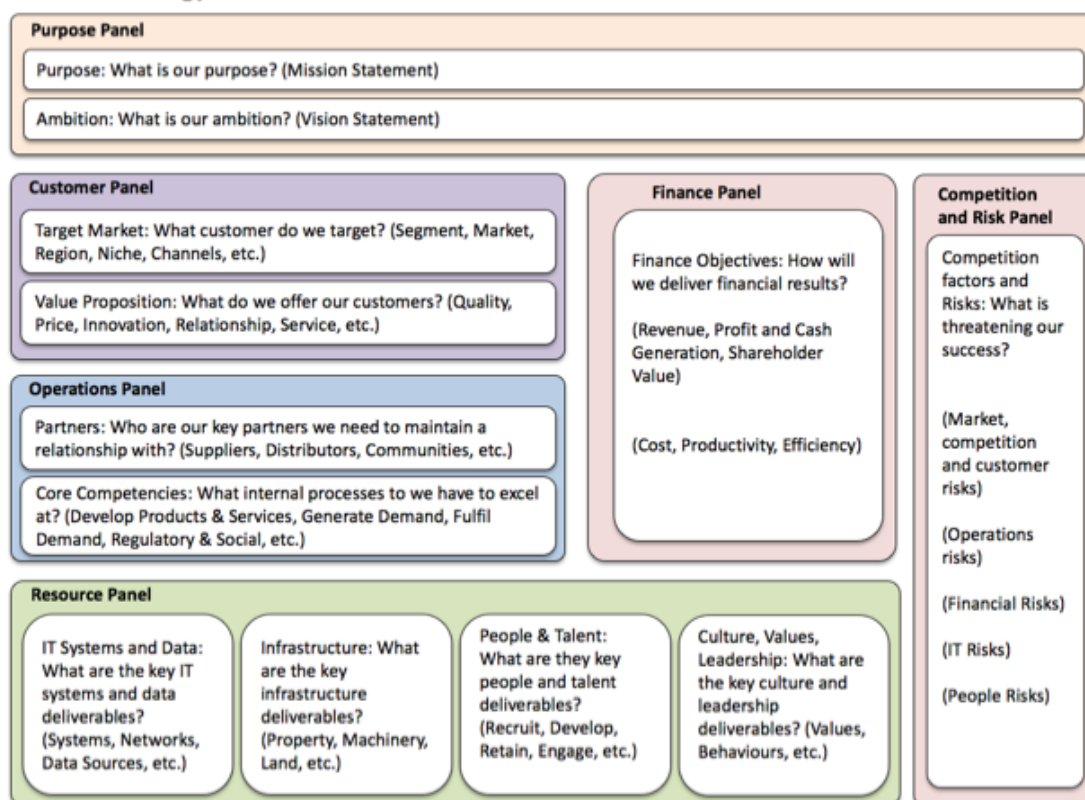 Purpose Panel
Purpose: What is our purpose? (Mission Statement)
Ambition: What is our ambition? (Vision Statement)
Customer Panel
Target Market: What customer do we target? (Segment, Market,
Region, Niche, Channels, etc.)
Value Proposition: What do we offer our customers? (Quality,
Price, Innovation, Relationship, Service, etc.)
Operations Panel
Partners: Who are our key partners we need to maintain a
relationship with? (Suppliers, Distributors, Communities, etc.)
Core Competencies: What internal processes to we have to excel
at? (Develop Products & Services, Generate Demand, Fulfil
Demand, Regulatory & Social, etc.)
Finance Panel
Finance Objectives: How will
we deliver financial results?
(Revenue, Profit and Cash
Generation, Shareholder
Value)
(Cost, Productivity, Efficiency)
Competition
and Risk Panel
Competition
factors and
Risks: What is
threatening our
success?
(Market,
competition
and customer
risks)
(Operations
risks)
(Financial Risks)
(IT Risks)
(People Risks)
Resource Panel
IT Systems and Data:
What are the key IT
systems and data
deliverables?
(Systems, Networks,
Data Sources, etc.)
Infrastructure: What
are the key
infrastructure
deliverables?
(Property, Machinery,
Land, etc.)
People & Talent:
What are they key
people and talent
deliverables?
(Recruit, Develop,
Retain, Engage, etc.)
Culture, Values,
Leadership: What are
the key culture and
leadership
deliverables? (Values,
Behaviours, etc.)